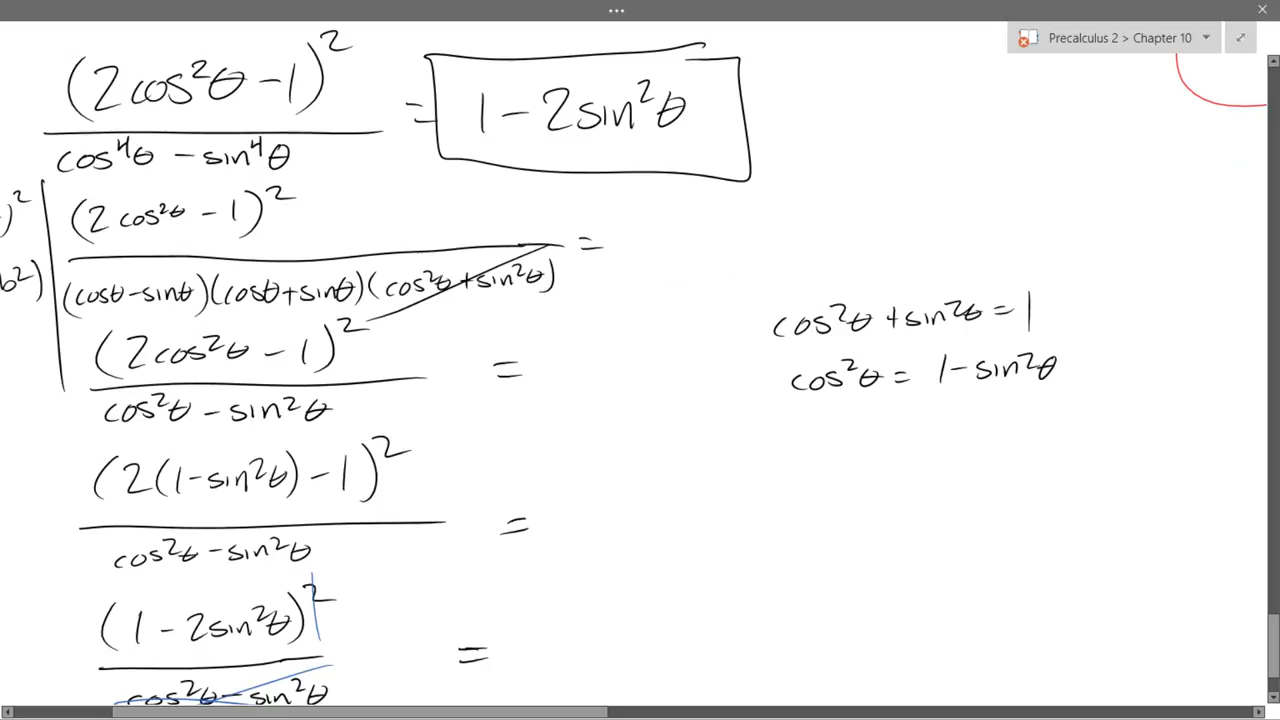 Precalculus 2 > Chapter 10
(2cos²θ - 1)² / cos⁴θ - sin⁴θ = 1 - 2sin²θ
)² (2cos²θ - 1)² / (cosθ - sinθ)(cosθ + sinθ)(cos²θ + sin²θ) =
b²)
(2cos²θ - 1)² / cos²θ - sin²θ =
(2(1 - sin²θ) - 1)² / cos²θ - sin²θ =
(1 - 2sin²θ)² / cos²θ - sin²θ =
cos²θ + sin²θ = 1
cos²θ = 1 - sin²θ